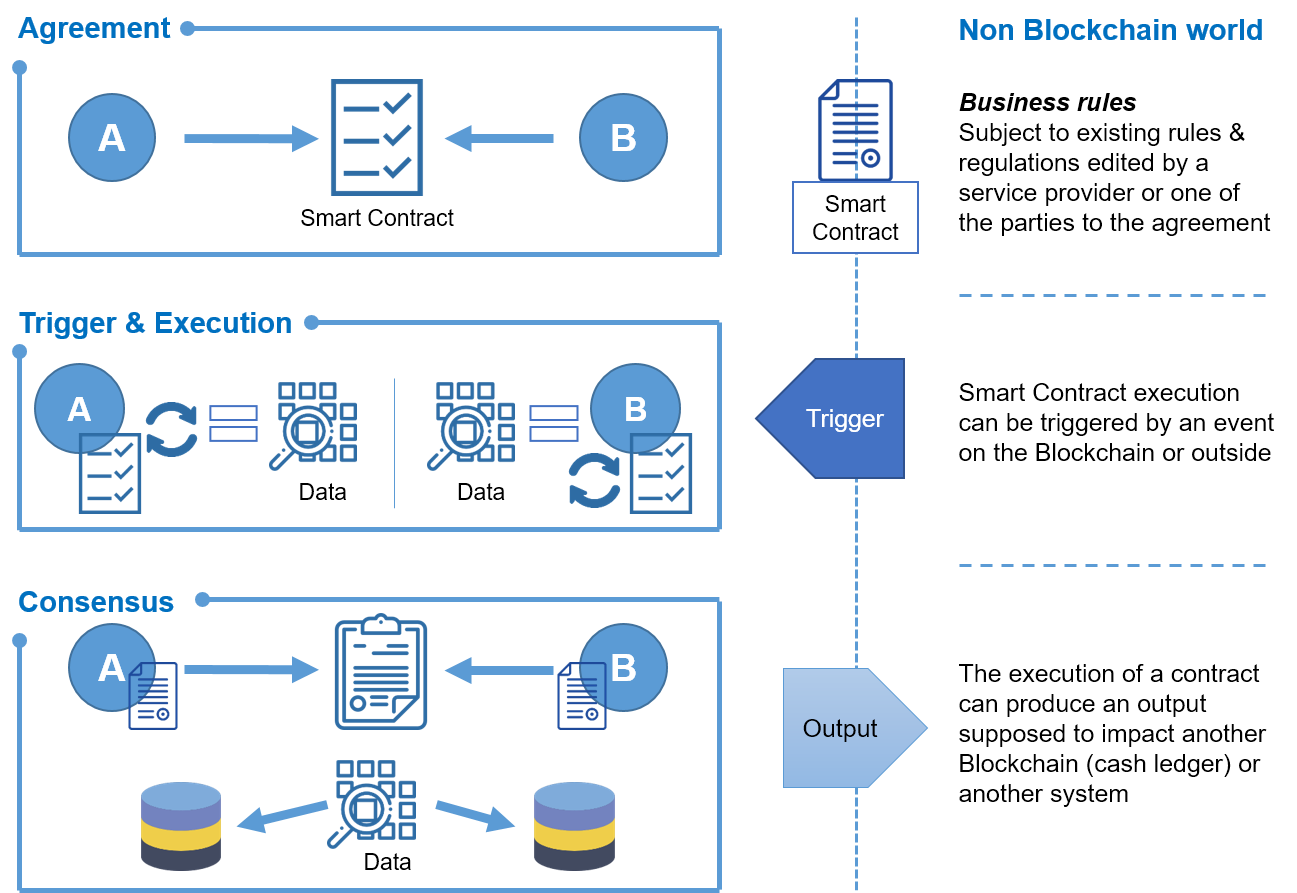 Agreement
A
B
Smart Contract
Non Blockchain world
Smart
Contract
Business rules
Subject to existing rules &
regulations edited by a
service provider or one of
the parties to the agreement
Trigger & Execution
A
Data
Data
B
Trigger
Smart Contract execution
can be triggered by an event
on the Blockchain or outside
Consensus
A
B
Data
Output
The execution of a contract
can produce an output
supposed to impact another
Blockchain (cash ledger) or
another system